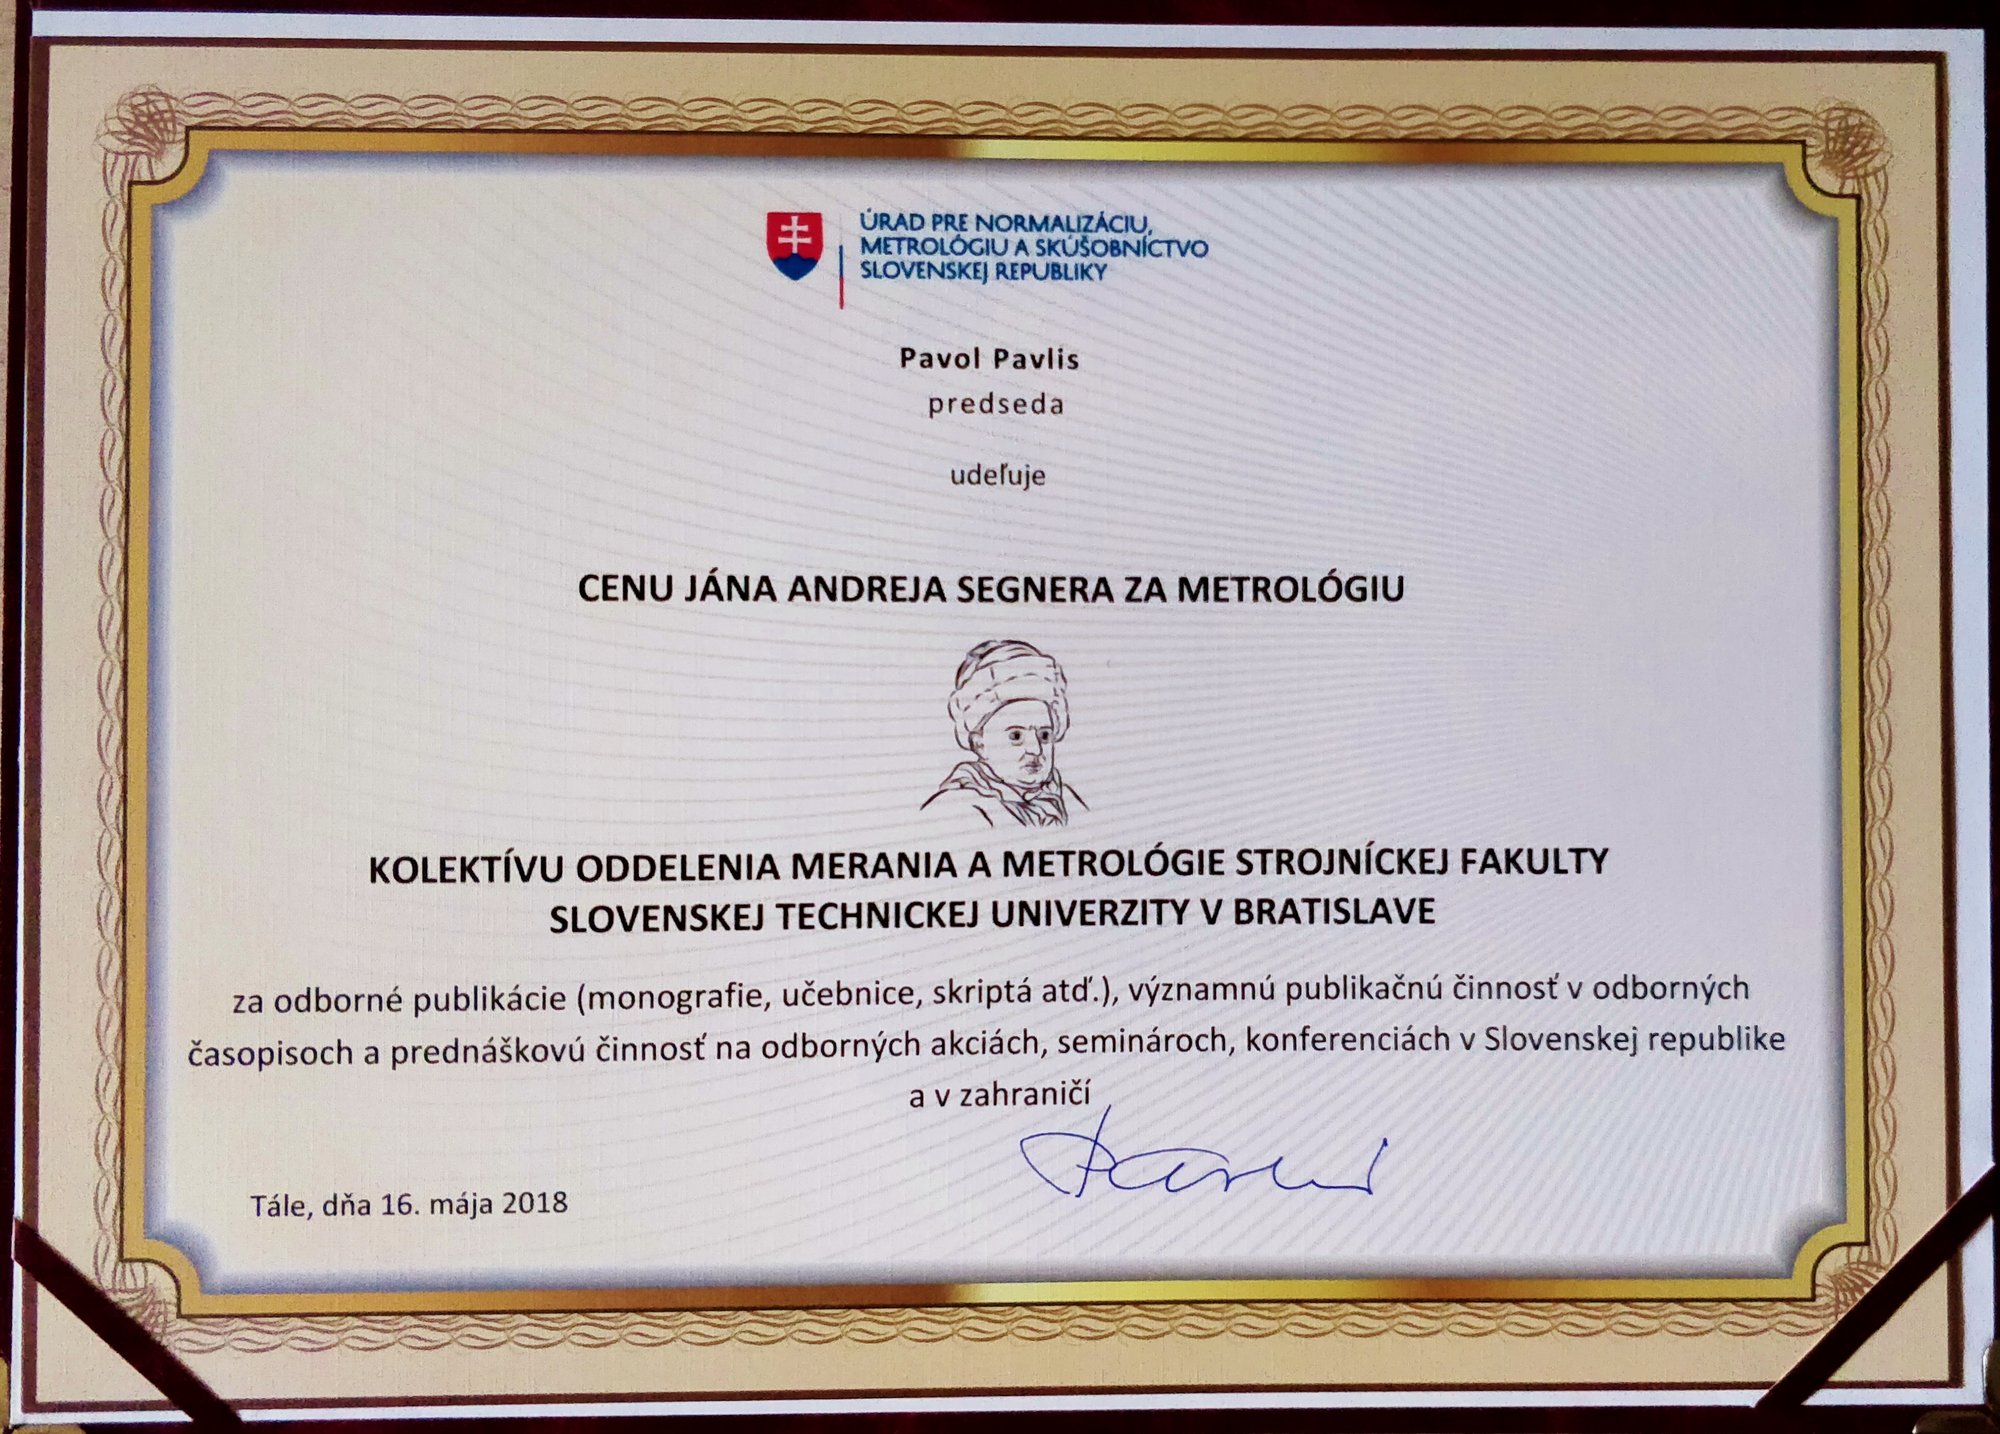 ÚRAD PRE NORMALIZÁCIU,
METROLÓGIU A SKÚŠOBNÍCTVO
SLOVENSKEJ REPUBLIKY
Pavol Pavlis
predseda
udeľuje
CENU JÁNA ANDREJA SEGNERA ZA METROLÓGIU
KOLEKTÍVU ODDELENIA MERANIA A METROLÓGIE STROJNÍCKEJ FAKULTY
SLOVENSKEJ TECHNICKEJ UNIVERZITY V BRATISLAVE
za odborné publikácie (monografie, učebnice, skriptá atď.), významnú publikačnú činnosť v odborných
časopisoch a prednáškovú činnosť na odborných akciách, seminároch, konferenciách v Slovenskej republike
a v zahraničí
Tále, dňa 16. mája 2018